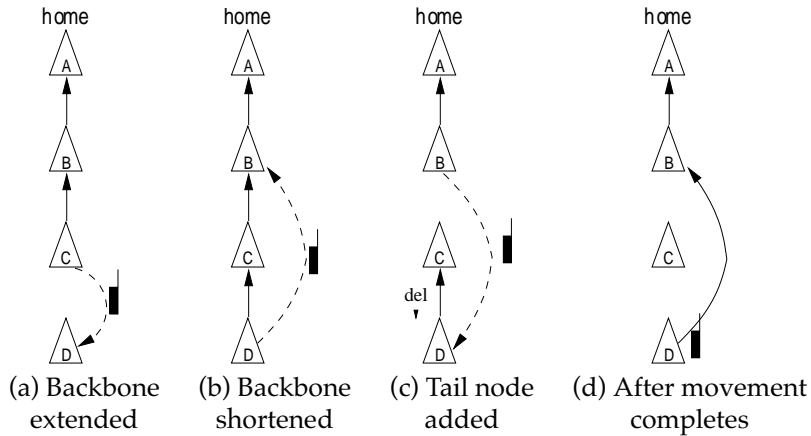 home home home home
A A A A
B B B B
C C C C
del
D D D D
(a) Backbone (b) Backbone (c) Tail node (d) After movement
extended shortened added completes